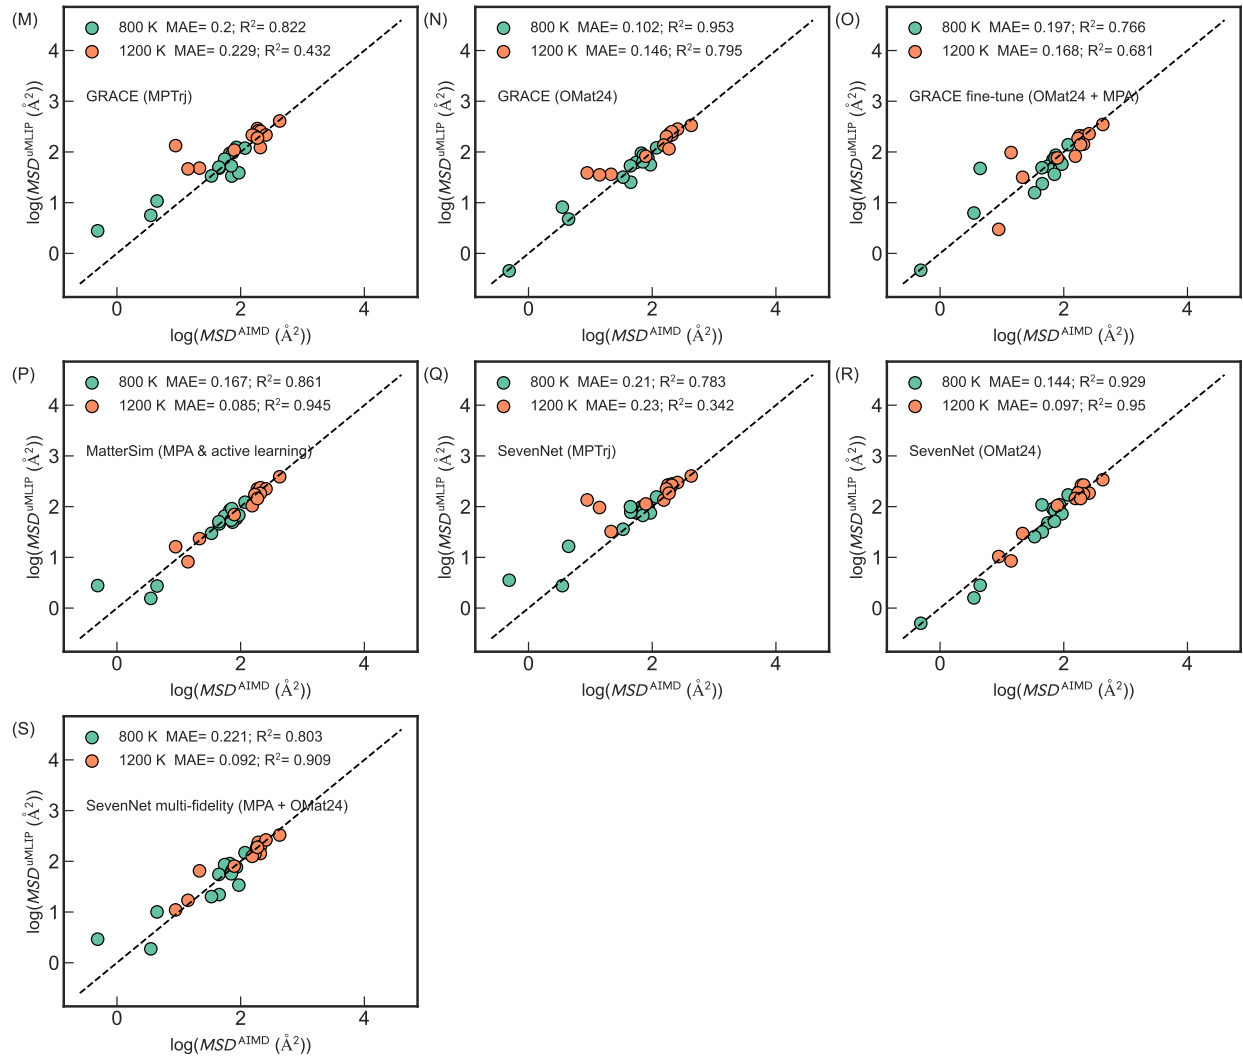 (M)
800 K MAE= 0.2; R²= 0.822
1200 K MAE= 0.229; R²= 0.432
GRACE (MPTrj)
log(MSD^uMLIP (Å²))
4
3
2
1
0
0 2 4
log(MSD^AIMD (Å²))
(N)
800 K MAE= 0.102; R²= 0.953
1200 K MAE= 0.146; R²= 0.795
GRACE (OMat24)
log(MSD^uMLIP (Å²))
4
3
2
1
0
0 2 4
log(MSD^AIMD (Å²))
(O)
800 K MAE= 0.197; R²= 0.766
1200 K MAE= 0.168; R²= 0.681
GRACE fine-tune (OMat24 + MPA)
log(MSD^uMLIP (Å²))
4
3
2
1
0
0 2 4
log(MSD^AIMD (Å²))
(P)
800 K MAE= 0.167; R²= 0.861
1200 K MAE= 0.085; R²= 0.945
MatterSim (MPA & active learning)
log(MSD^uMLIP (Å²))
4
3
2
1
0
0 2 4
log(MSD^AIMD (Å²))
(Q)
800 K MAE= 0.21; R²= 0.783
1200 K MAE= 0.23; R²= 0.342
SevenNet (MPTrj)
log(MSD^uMLIP (Å²))
4
3
2
1
0
0 2 4
log(MSD^AIMD (Å²))
(R)
800 K MAE= 0.144; R²= 0.929
1200 K MAE= 0.097; R²= 0.95
SevenNet (OMat24)
log(MSD^uMLIP (Å²))
4
3
2
1
0
0 2 4
log(MSD^AIMD (Å²))
(S)
800 K MAE= 0.221; R²= 0.803
1200 K MAE= 0.092; R²= 0.909
SevenNet multi-fidelity (MPA + OMat24)
log(MSD^uMLIP (Å²))
4
3
2
1
0
0 2 4
log(MSD^AIMD (Å²))